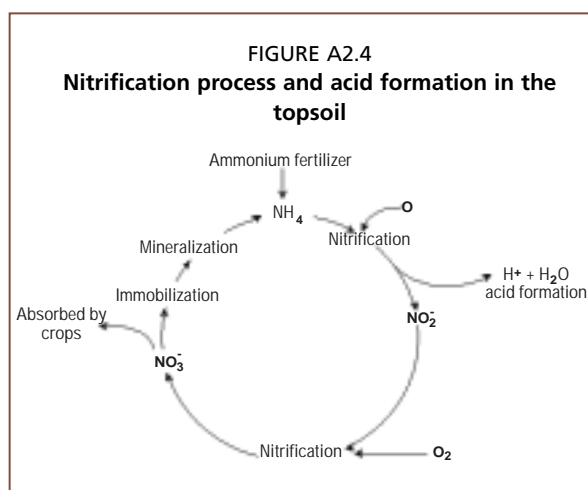 FIGURE A2.4
Nitrification process and acid formation in the
topsoil
Ammonium fertilizer
NH4
O
Nitrification
Mineralization
H+ + H2O
acid formation
Immobilization
Absorbed by
crops
NO2-
NO3-
Nitrification
O2